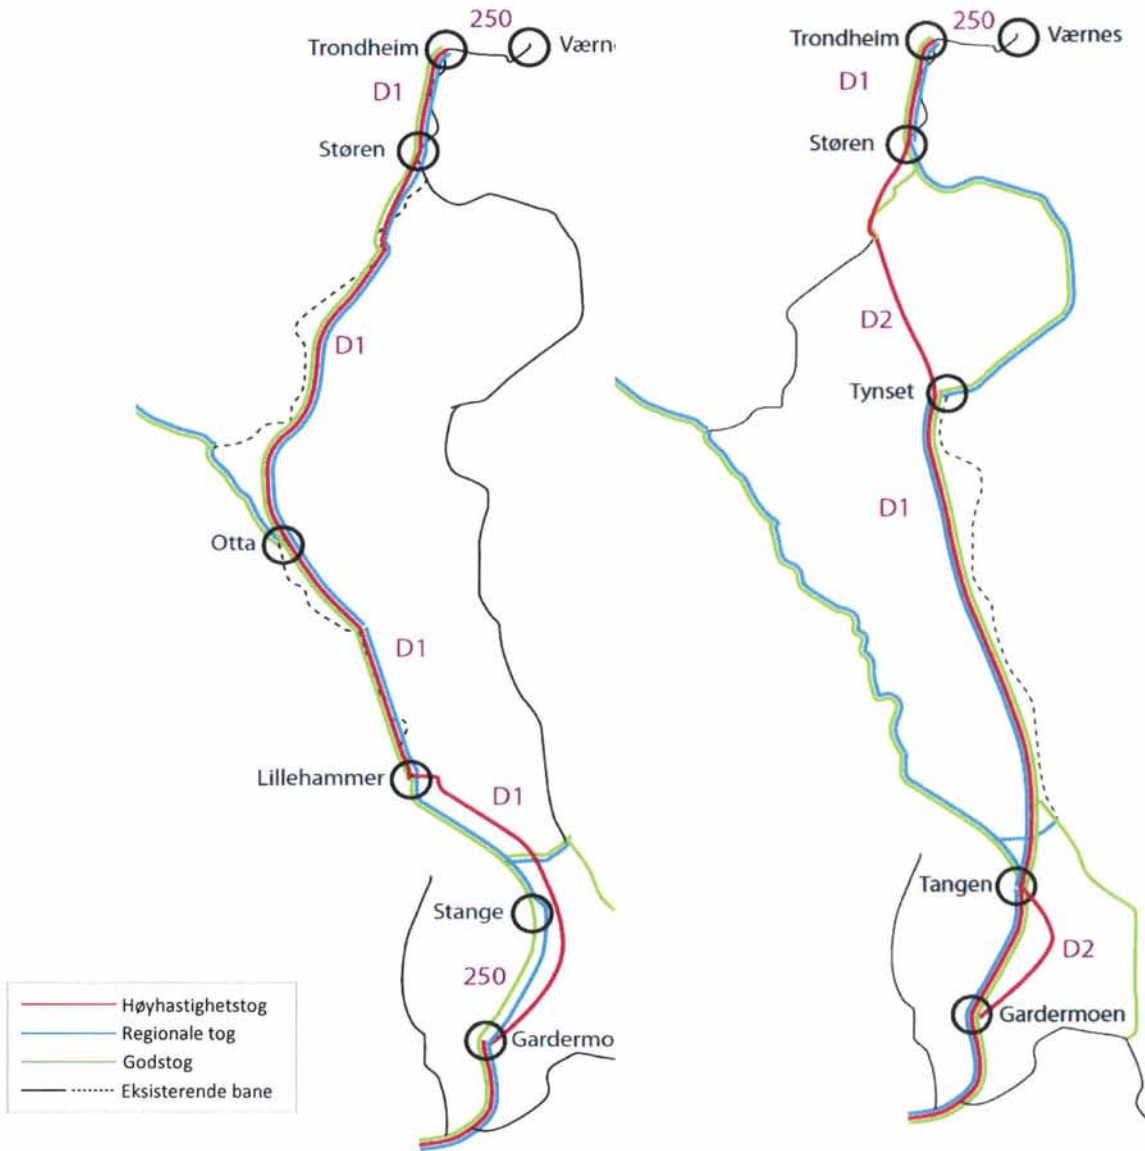 250
Trondheim
Værn
D1
Støren
D1
Otta
D1
Lillehammer
D1
Stange
250
Gardermo
Høyhastighetstog
Regionale tog
Godstog
Eksisterende bane
250
Trondheim
Værnes
D1
Støren
D2
Tynset
D1
Tangen
D2
Gardermoen